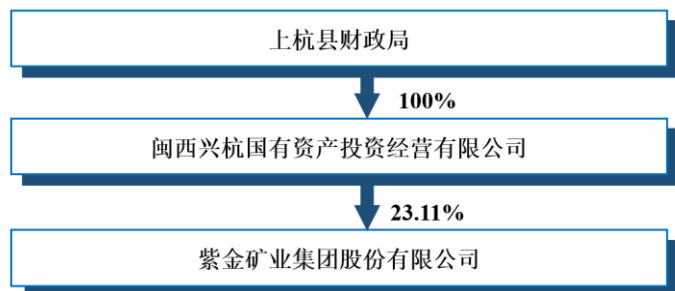 上杭县财政局
100%
闽西兴杭国有资产投资经营有限公司
23.11%
紫金矿业集团股份有限公司